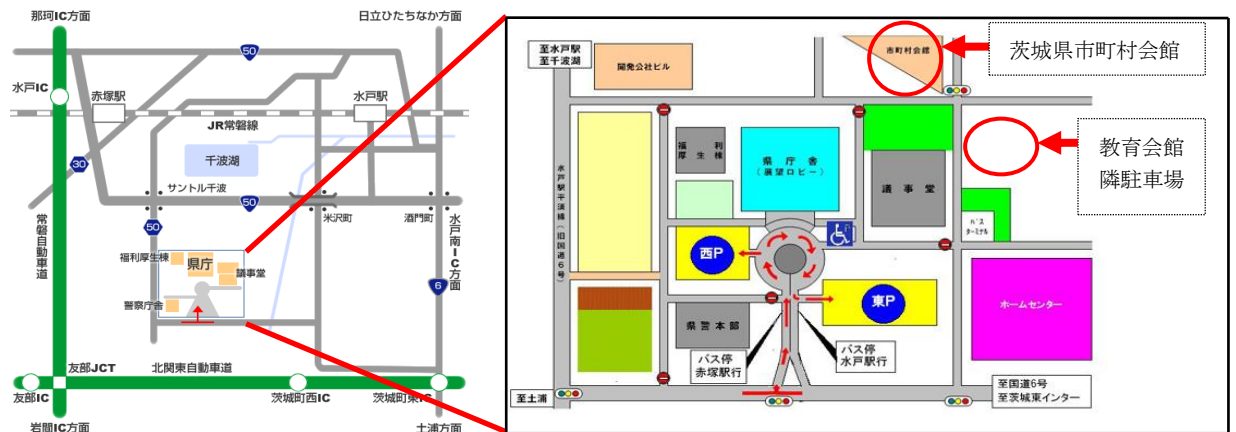 那珂IC方面
日立ひたちなか方面
50
水戸IC
赤塚駅
水戸駅
JR常磐線
千波湖
30
サントル千波
50
50
米沢町
酒門町
常磐自動車道
水戸南IC方面
福利厚生棟
県庁
議事堂
警察庁舎
6
友部JCT
北関東自動車道
友部IC
茨城町西IC
茨城町東IC
岩間IC方面
土浦方面
至水戸駅
至千波湖
開発公社ビル
市町村会館
茨城県市町村会館
教育会館
隣駐車場
福利
厚生棟
県庁舎
(展望ロビー)
議事堂
バス
ターミナル
水戸駅平須線(旧国道6号)
西P
東P
ホームセンター
県警本部
バス停
赤塚駅行
バス停
水戸駅行
至土浦
至国道6号
至茨城東インター